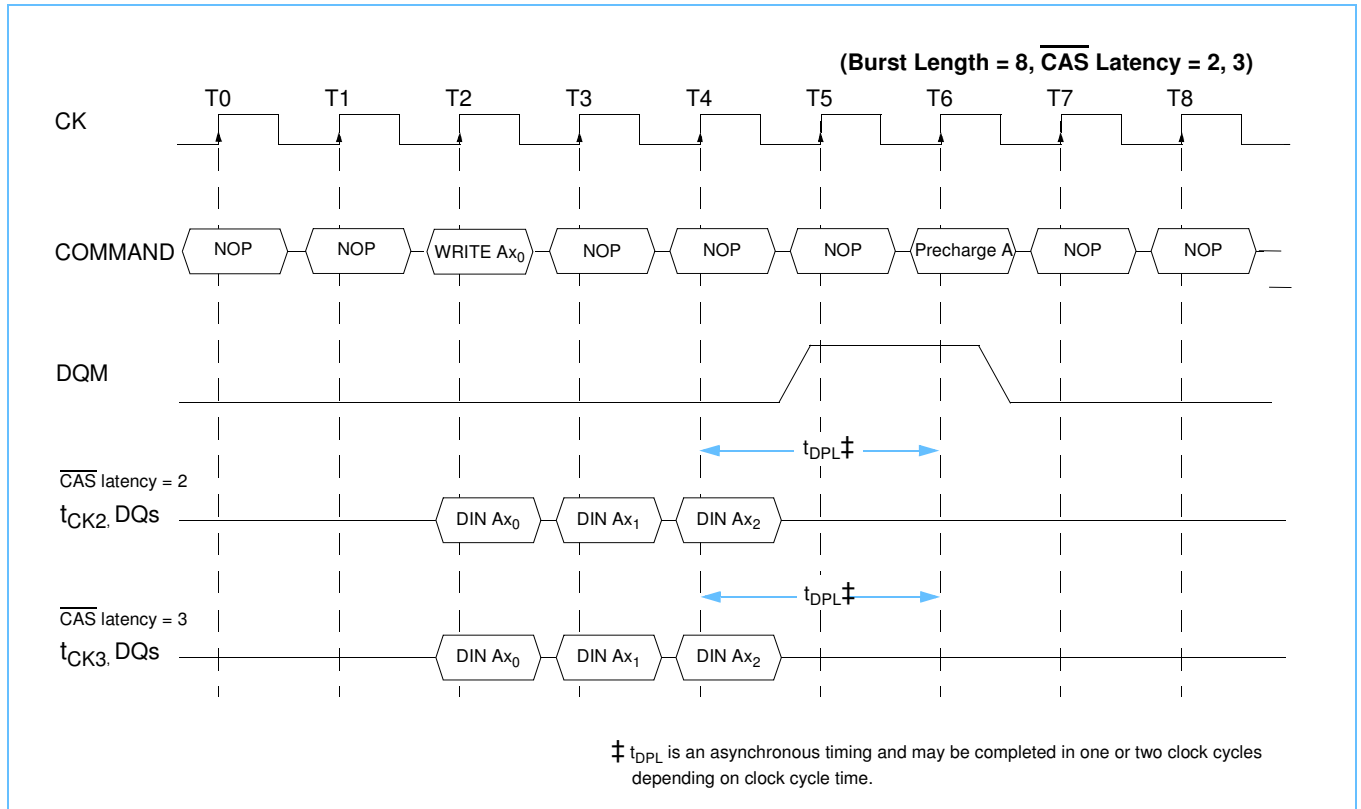 (Burst Length = 8, CAS Latency = 2, 3)
T0 T1 T2 T3 T4 T5 T6 T7 T8
CK
COMMAND NOP NOP WRITE Ax0 NOP NOP NOP Precharge A NOP NOP
DQM
tDPL‡
CAS latency = 2
tCK2, DQs DIN Ax0 DIN Ax1 DIN Ax2
tDPL‡
CAS latency = 3
tCK3, DQs DIN Ax0 DIN Ax1 DIN Ax2
‡ tDPL is an asynchronous timing and may be completed in one or two clock cycles
depending on clock cycle time.